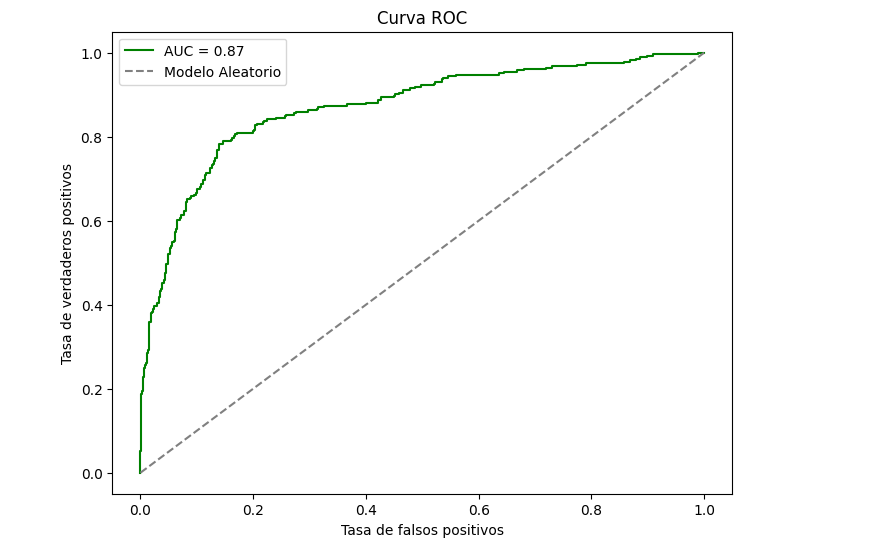 Curva ROC
AUC = 0.87
Modelo Aleatorio
Tasa de verdaderos positivos
1.0
0.8
0.6
0.4
0.2
0.0
0.0 0.2 0.4 0.6 0.8 1.0
Tasa de falsos positivos